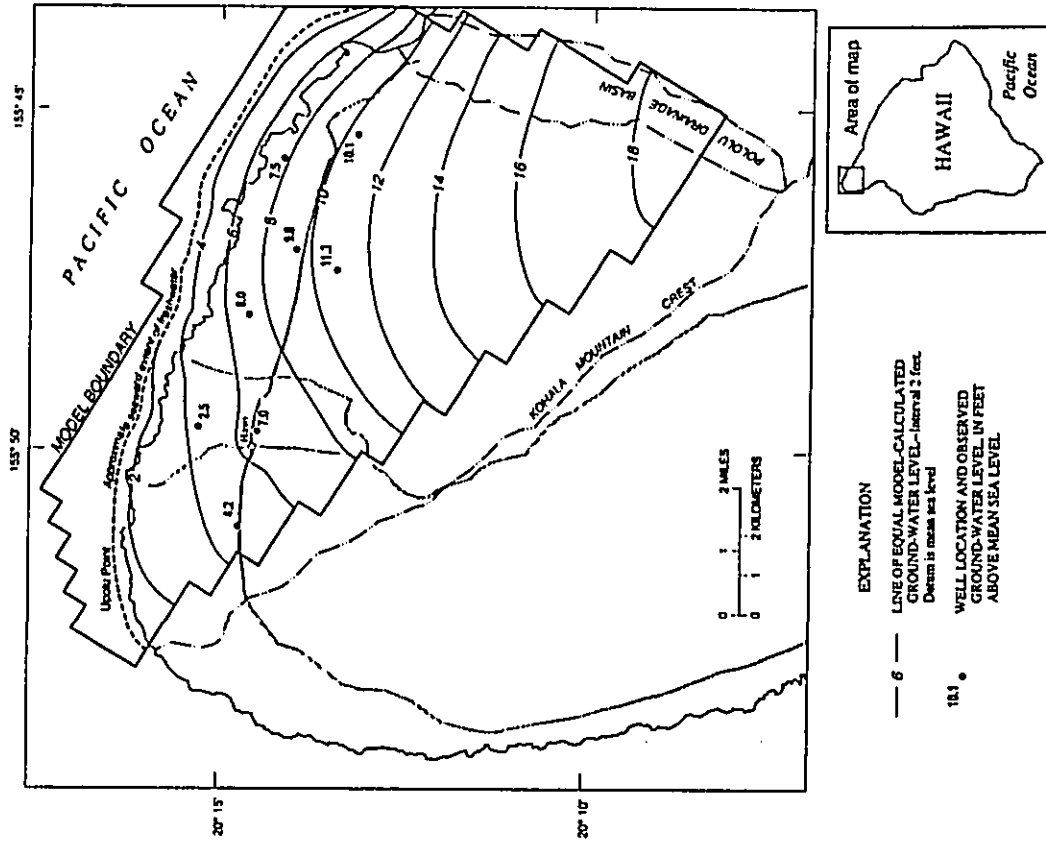 155° 50'
155° 45'
20° 15'
20° 10'
PACIFIC OCEAN
MODEL BOUNDARY
Approximate seaward extent of freshwater
Upolu Point
2
4
6
8
10
12
14
16
18
2.5
4.2
Hawi
7.0
8.0
9.8
7.5
11.3
10.1
POLOLU
DRAINAGE
BASIN
KOHALA MOUNTAIN CREST
0 1 2 MILES
0 1 2 KILOMETERS
EXPLANATION
6 LINE OF EQUAL MODEL-CALCULATED
GROUND-WATER LEVEL--Interval 2 feet.
Datum is mean sea level
10.1 WELL LOCATION AND OBSERVED
GROUND-WATER LEVEL, IN FEET
ABOVE MEAN SEA LEVEL
Area of map
HAWAII
Pacific
Ocean